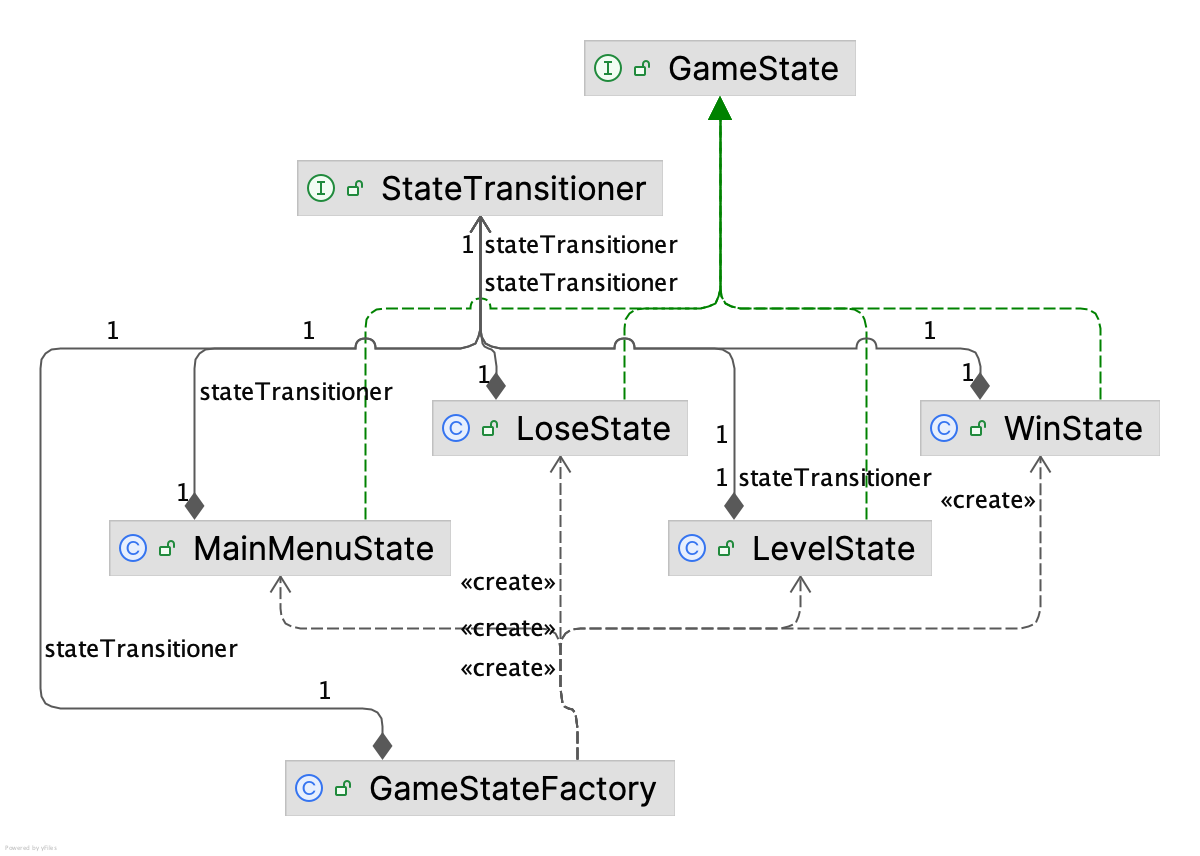 I GameState
I StateTransitioner
1 stateTransitioner
stateTransitioner
1 1 1
stateTransitioner 1 1
C LoseState C WinState
1
1 1 stateTransitioner
«create»
C MainMenuState C LevelState
«create»
«create»
stateTransitioner
«create»
1
C GameStateFactory
Powered by yFiles